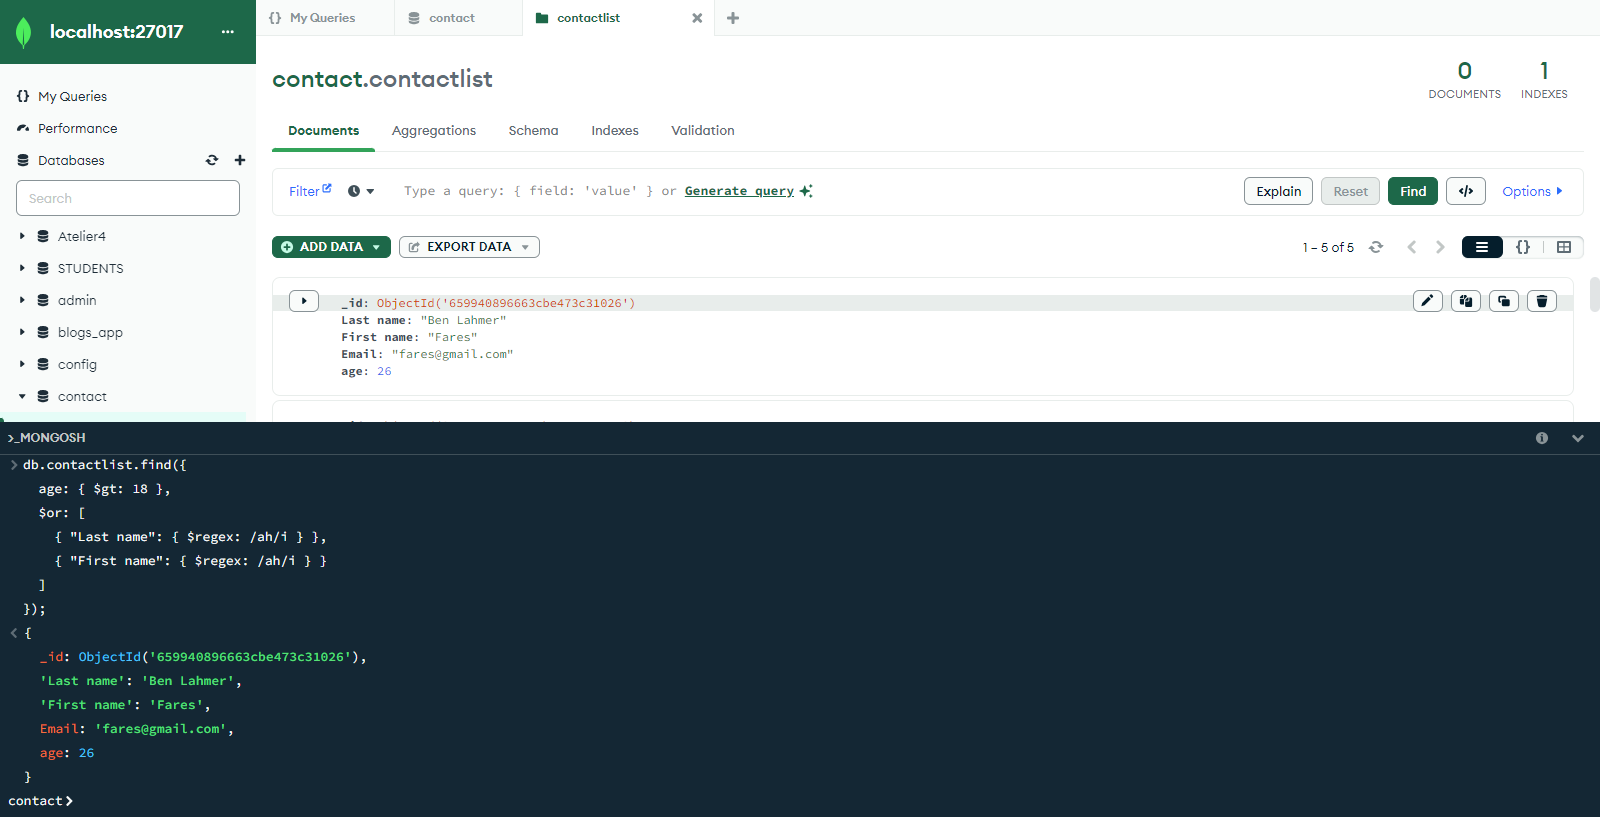 localhost:27017 ...
{} My Queries
contact
contactlist
My Queries
Performance
Databases
Search
Atelier4
STUDENTS
admin
blogs_app
config
contact
contact.contactlist
0
DOCUMENTS
1
INDEXES
Documents Aggregations Schema Indexes Validation
Filter Type a query: { field: 'value' } or Generate query Explain Reset Find </> Options
ADD DATA EXPORT DATA 1 – 5 of 5 {}
_id: ObjectId('659940896663cbe473c31026')
Last name: "Ben Lahmer"
First name: "Fares"
Email: "fares@gmail.com"
age: 26
>_MONGOSH
> db.contactlist.find({
age: { $gt: 18 },
$or: [
{ "Last name": { $regex: /ah/i } },
{ "First name": { $regex: /ah/i } }
]
});
< {
_id: ObjectId('659940896663cbe473c31026'),
'Last name': 'Ben Lahmer',
'First name': 'Fares',
Email: 'fares@gmail.com',
age: 26
}
contact>